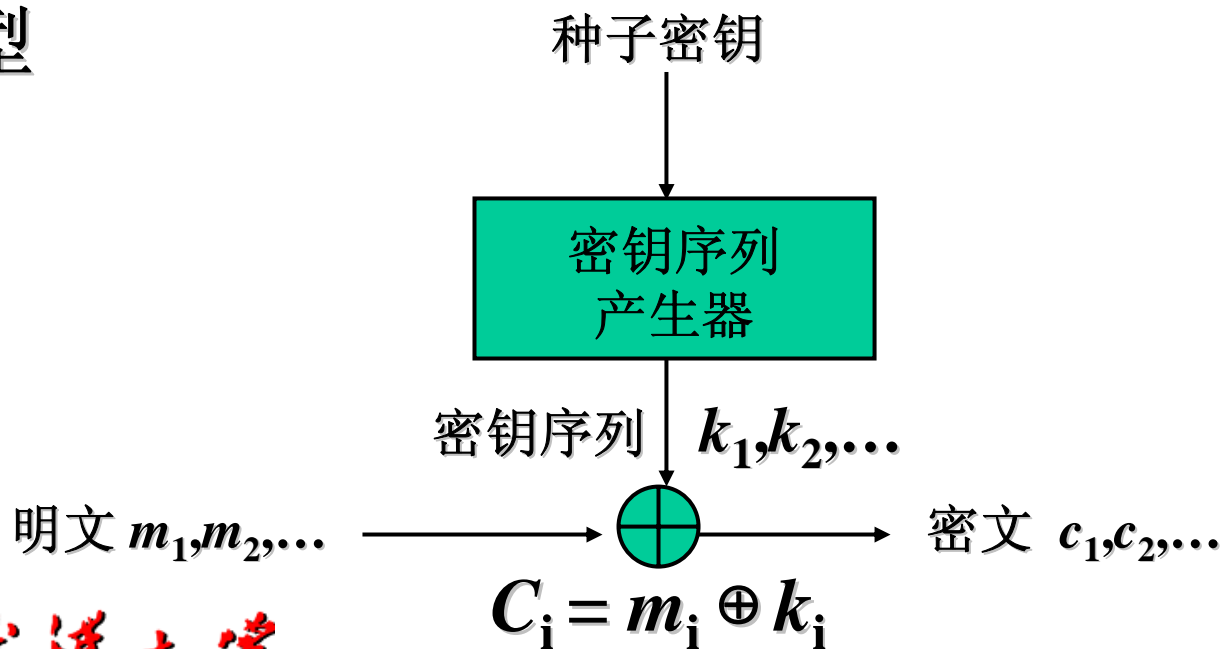 型
种子密钥
密钥序列
产生器
密钥序列 k₁,k₂,…
明文 m₁,m₂,…
密文 c₁,c₂,…
Cᵢ = mᵢ ⊕ kᵢ